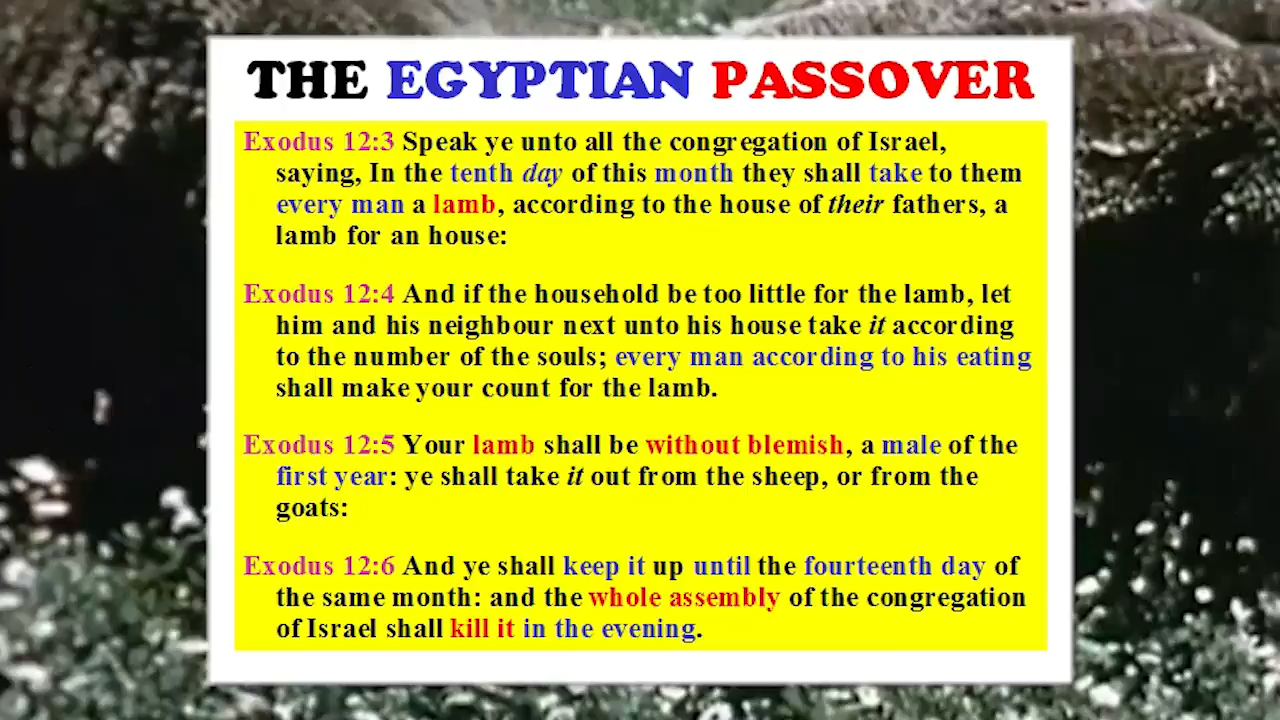 THE EGYPTIAN PASSOVER
Exodus 12:3 Speak ye unto all the congregation of Israel,
saying, In the tenth day of this month they shall take to them
every man a lamb, according to the house of their fathers, a
lamb for an house:
Exodus 12:4 And if the household be too little for the lamb, let
him and his neighbour next unto his house take it according
to the number of the souls; every man according to his eating
shall make your count for the lamb.
Exodus 12:5 Your lamb shall be without blemish, a male of the
first year: ye shall take it out from the sheep, or from the
goats:
Exodus 12:6 And ye shall keep it up until the fourteenth day of
the same month: and the whole assembly of the congregation
of Israel shall kill it in the evening.